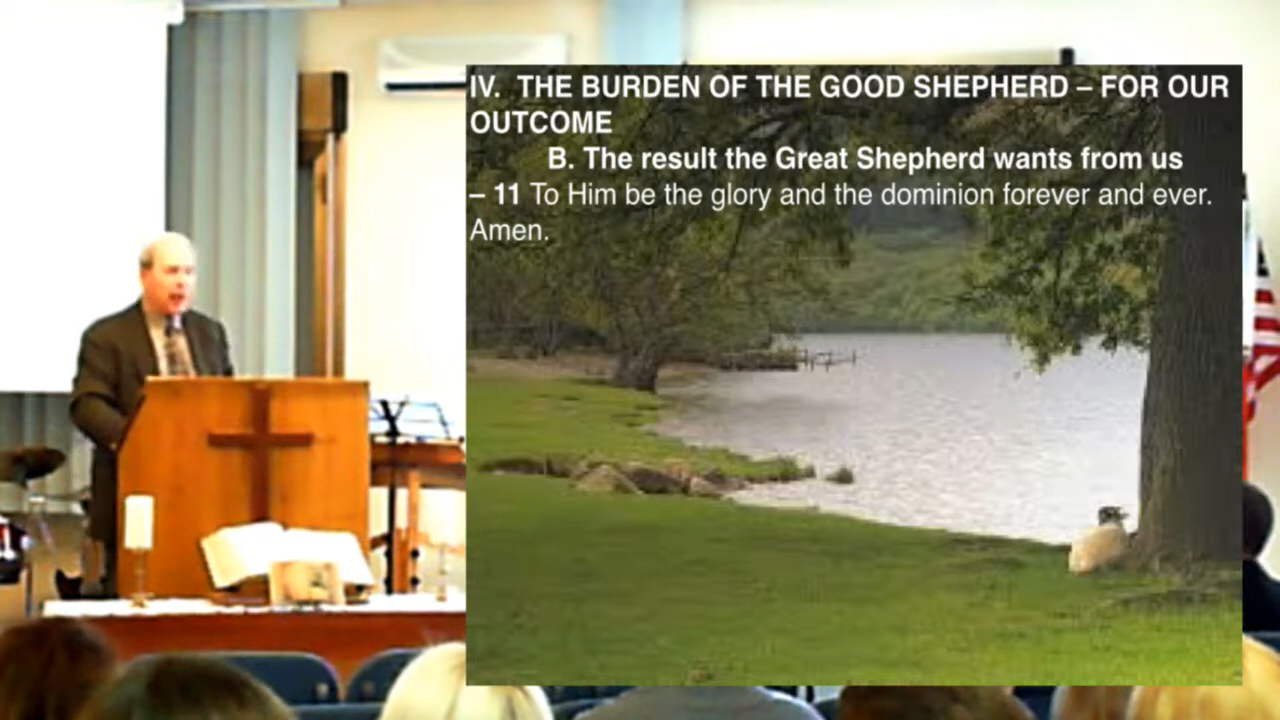 IV. THE BURDEN OF THE GOOD SHEPHERD – FOR OUR
OUTCOME
B. The result the Great Shepherd wants from us
– 11 To Him be the glory and the dominion forever and ever.
Amen.